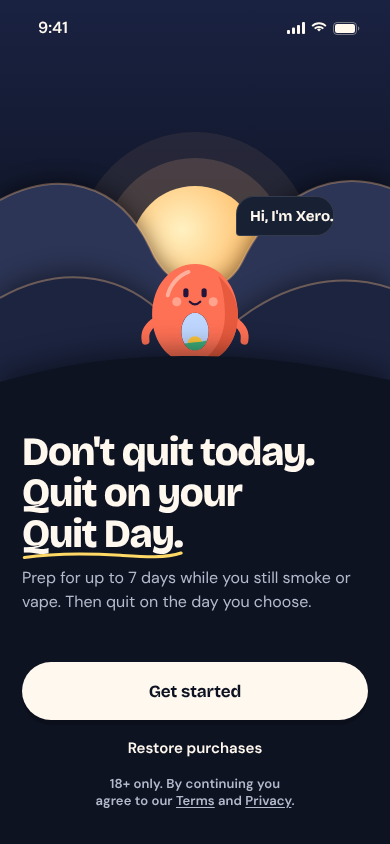 9:41
Hi, I'm Xero.
Don't quit today.
Quit on your
Quit Day.
Prep for up to 7 days while you still smoke or
vape. Then quit on the day you choose.
Get started
Restore purchases
18+ only. By continuing you
agree to our Terms and Privacy.